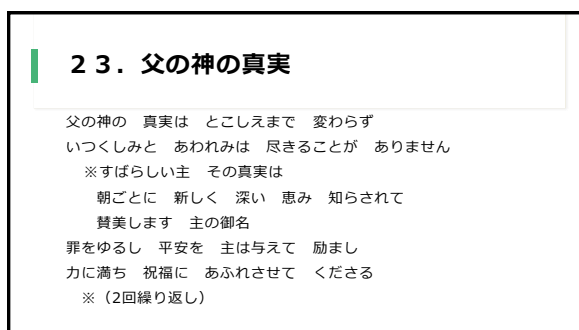 ２３．父の神の真実
父の神の　真実は　とこしえまで　変わらず
いつくしみと　あわれみは　尽きることが　ありません
※すばらしい主　その真実は
朝ごとに　新しく　深い　恵み　知らされて
賛美します　主の御名
罪をゆるし　平安を　主は与えて　励まし
力に満ち　祝福に　あふれさせて　くださる
※（2回繰り返し）